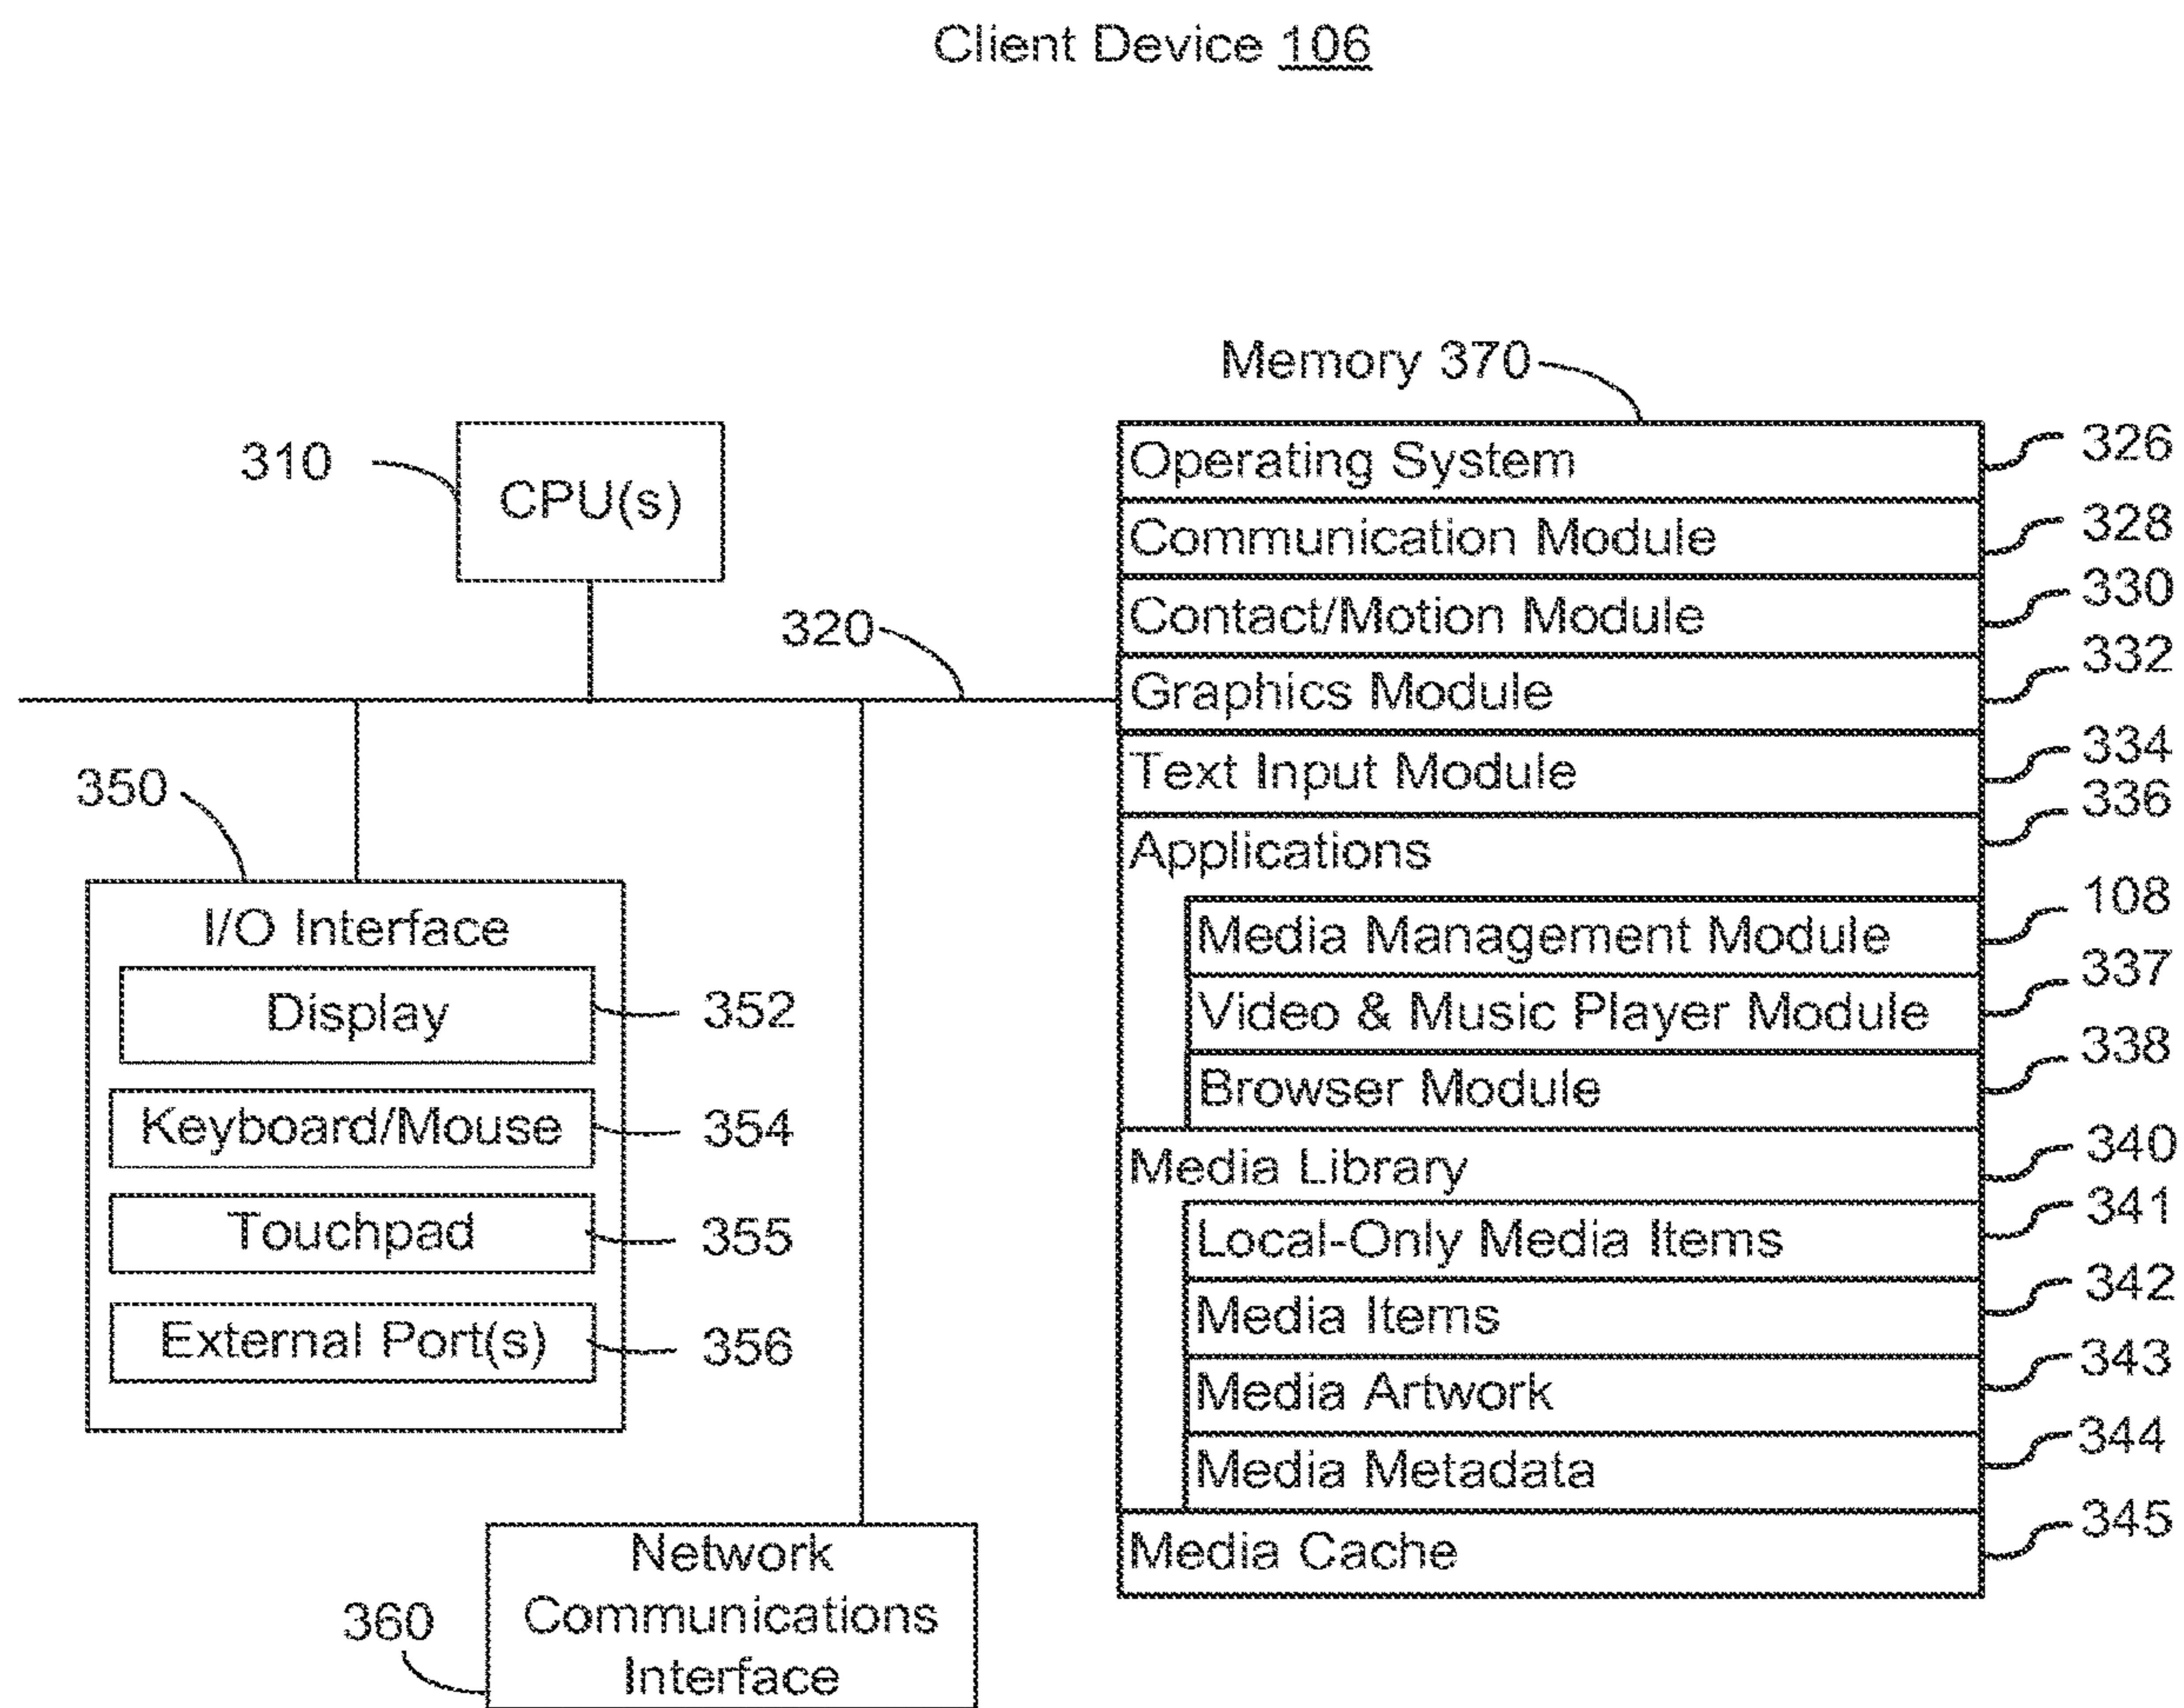 Client Device 106
Memory 370
310
CPU(s)
320
350
I/O Interface
Display
352
Keyboard/Mouse
354
Touchpad
355
External Port(s)
356
360
Network
Communications
Interface
Operating System
326
Communication Module
328
Contact/Motion Module
330
Graphics Module
332
Text Input Module
334
Applications
336
Media Management Module
108
Video & Music Player Module
337
Browser Module
338
Media Library
340
Local-Only Media Items
341
Media Items
342
Media Artwork
343
Media Metadata
344
Media Cache
345